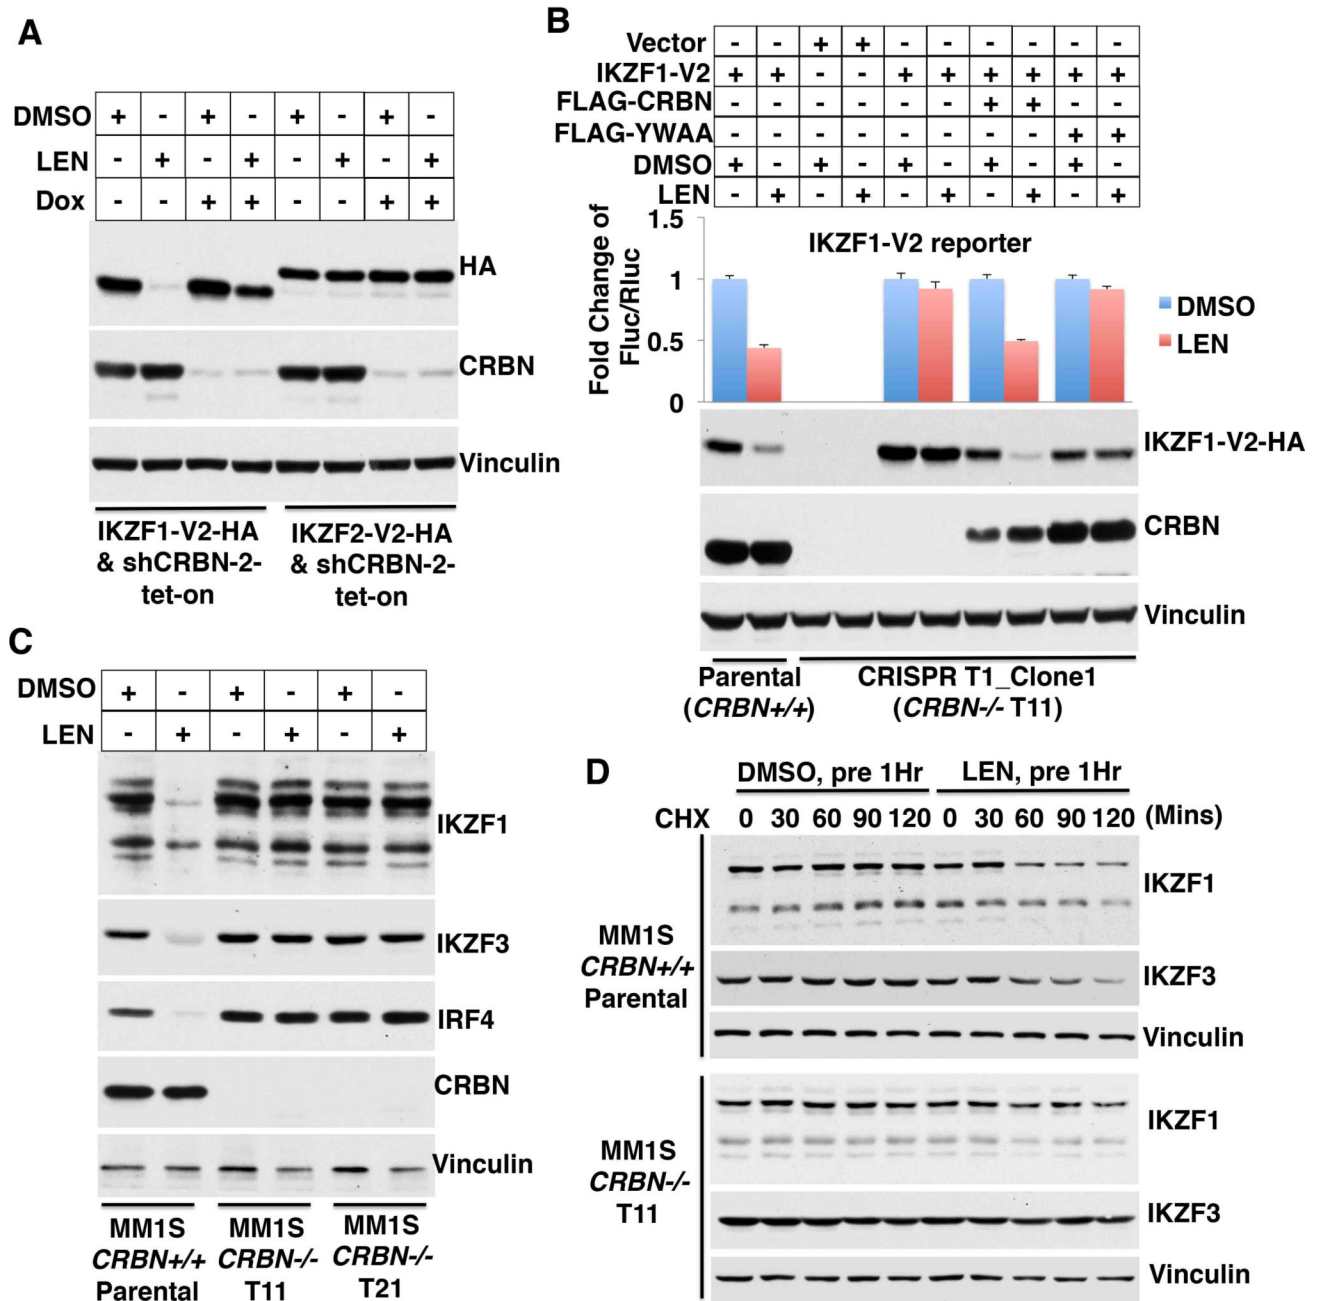 A
DMSO + - + - + - + -
LEN - + - + - + - +
Dox - - + + - - + +
HA
CRBN
Vinculin
IKZF1-V2-HA
& shCRBN-2-
tet-on
IKZF2-V2-HA
& shCRBN-2-
tet-on
B
Vector - - + + - - - - - -
IKZF1-V2 + + - - + + + + + +
FLAG-CRBN - - - - - - + + - -
FLAG-YWAA - - - - - - - - + +
DMSO + - + - + - + - + -
LEN - + - + - + - + - +
Fold Change of
Fluc/Rluc
1.5
1
0.5
0
IKZF1-V2 reporter
DMSO
LEN
IKZF1-V2-HA
CRBN
Vinculin
Parental
(CRBN+/+)
CRISPR T1_Clone1
(CRBN-/- T11)
C
DMSO + - + - + -
LEN - + - + - +
IKZF1
IKZF3
IRF4
CRBN
Vinculin
MM1S
CRBN+/+
Parental
MM1S
CRBN-/-
T11
MM1S
CRBN-/-
T21
D
DMSO, pre 1Hr LEN, pre 1Hr
CHX 0 30 60 90 120 0 30 60 90 120 (Mins)
MM1S
CRBN+/+
Parental
IKZF1
IKZF3
Vinculin
MM1S
CRBN-/-
T11
IKZF1
IKZF3
Vinculin